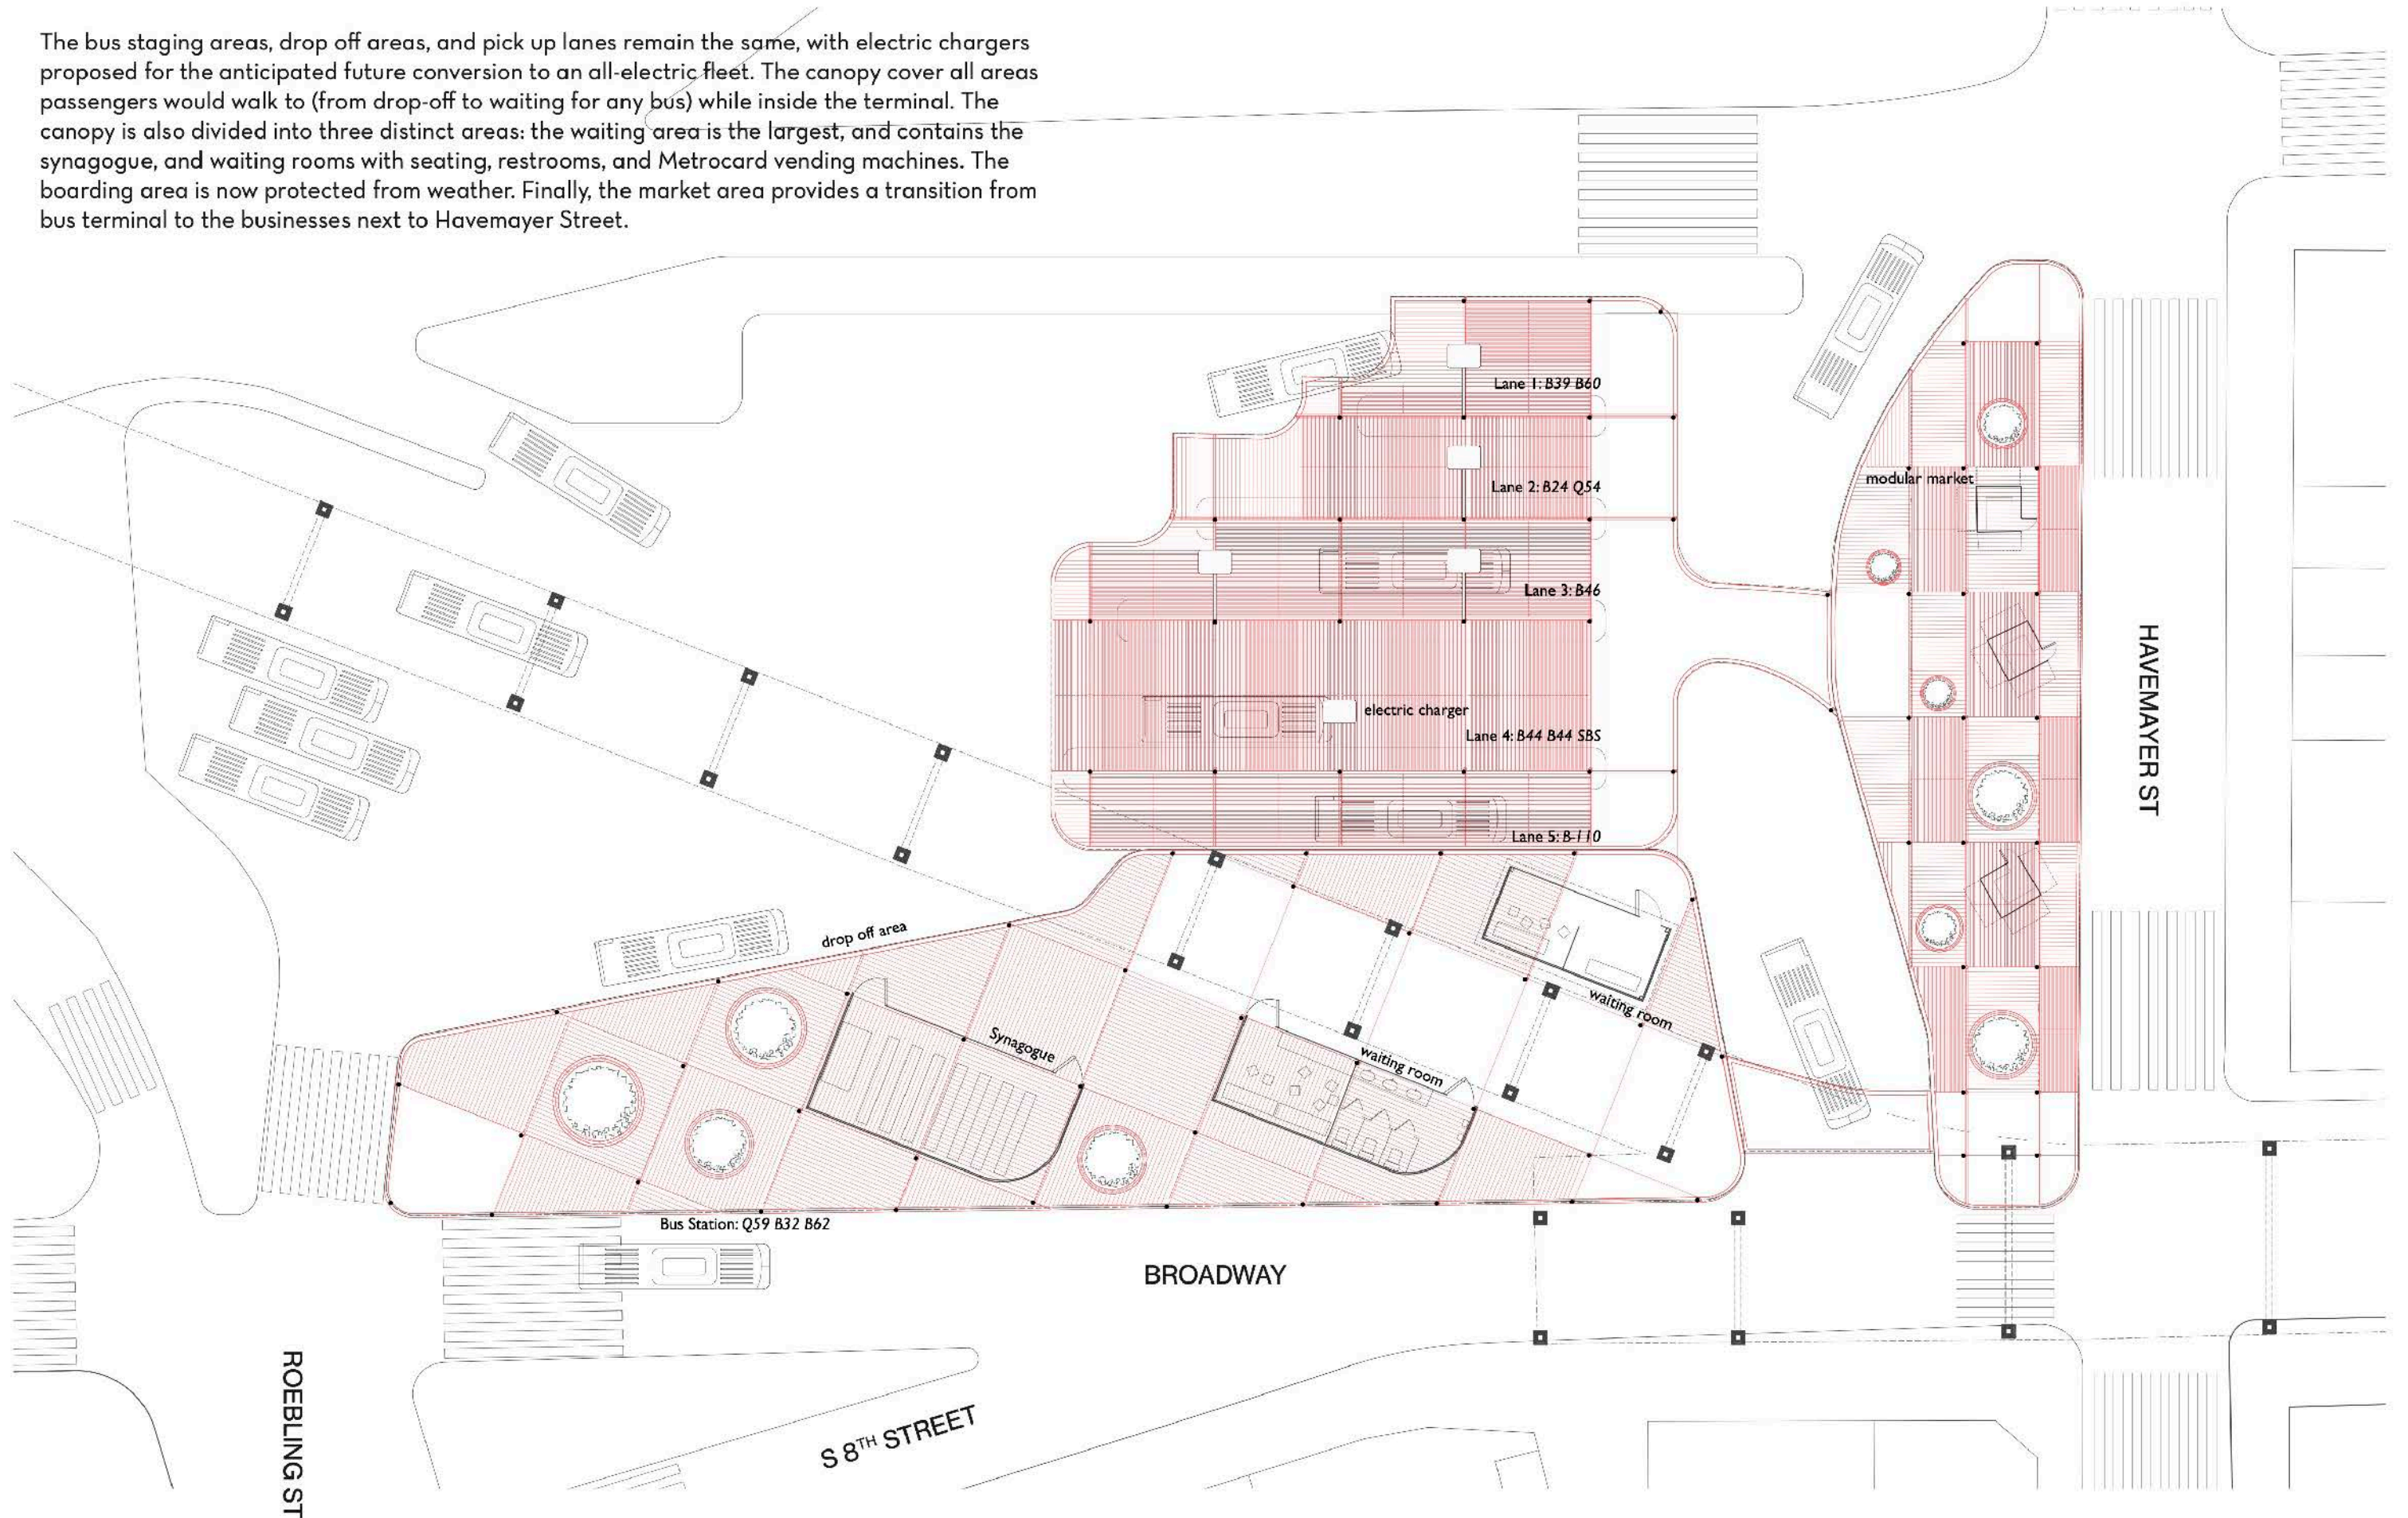 The bus staging areas, drop off areas, and pick up lanes remain the same, with electric chargers
proposed for the anticipated future conversion to an all-electric fleet. The canopy cover all areas
passengers would walk to (from drop-off to waiting for any bus) while inside the terminal. The
canopy is also divided into three distinct areas: the waiting area is the largest, and contains the
synagogue, and waiting rooms with seating, restrooms, and Metrocard vending machines. The
boarding area is now protected from weather. Finally, the market area provides a transition from
bus terminal to the businesses next to Havemayer Street.
Lane 1: B39 B60
modular market
Lane 2: B24 Q54
Lane 3: B46
HAVEMAYER ST
electric charger
Lane 4: B44 B44 SBS
Lane 5: B-110
drop off area
waiting room
Synagogue
waiting room
Bus Station: Q59 B32 B62
BROADWAY
ROEBLING ST
S 8TH STREET